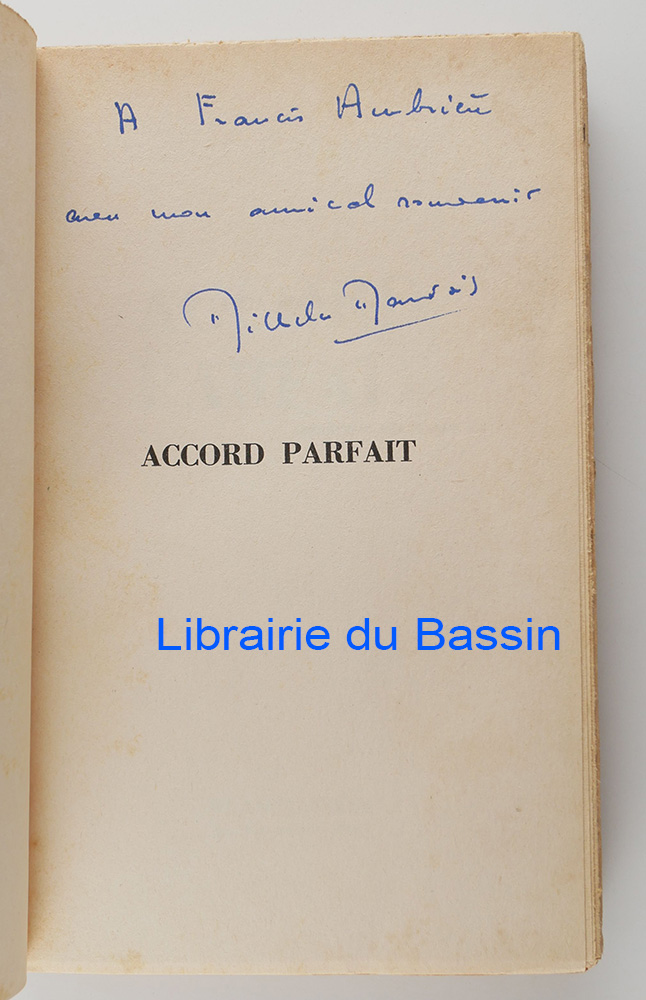 A Francis Ambrière
avec mon amical souvenir
ACCORD PARFAIT
Librairie du Bassin